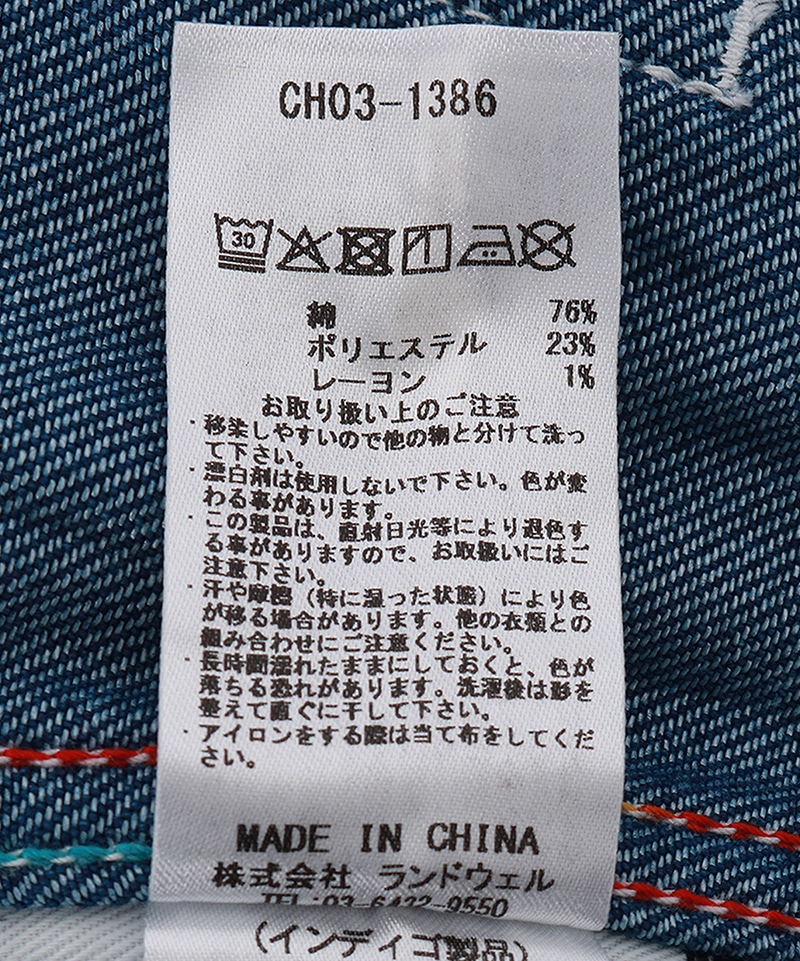 CH03-1386
30
綿 76%
ポリエステル 23%
レーヨン 1%
お取り扱い上のご注意
・移染しやすいので他の物と分けて洗っ
て下さい。
・漂白剤は使用しないで下さい。色が変
わる事があります。
・この製品は、直射日光等により退色す
る事がありますので、お取扱いにはご
注意下さい。
・汗や摩擦（特に湿った状態）により色
が移る場合があります。他の衣類との
組み合わせにご注意ください。
・長時間濡れたままにしておくと、色が
落ちる恐れがあります。洗濯後は形を
整えて直ぐに干して下さい。
・アイロンをする際は当て布をしてくだ
さい。
MADE IN CHINA
株式会社 ランドウェル
TEL:03-6432-9550
（インディゴ製品）